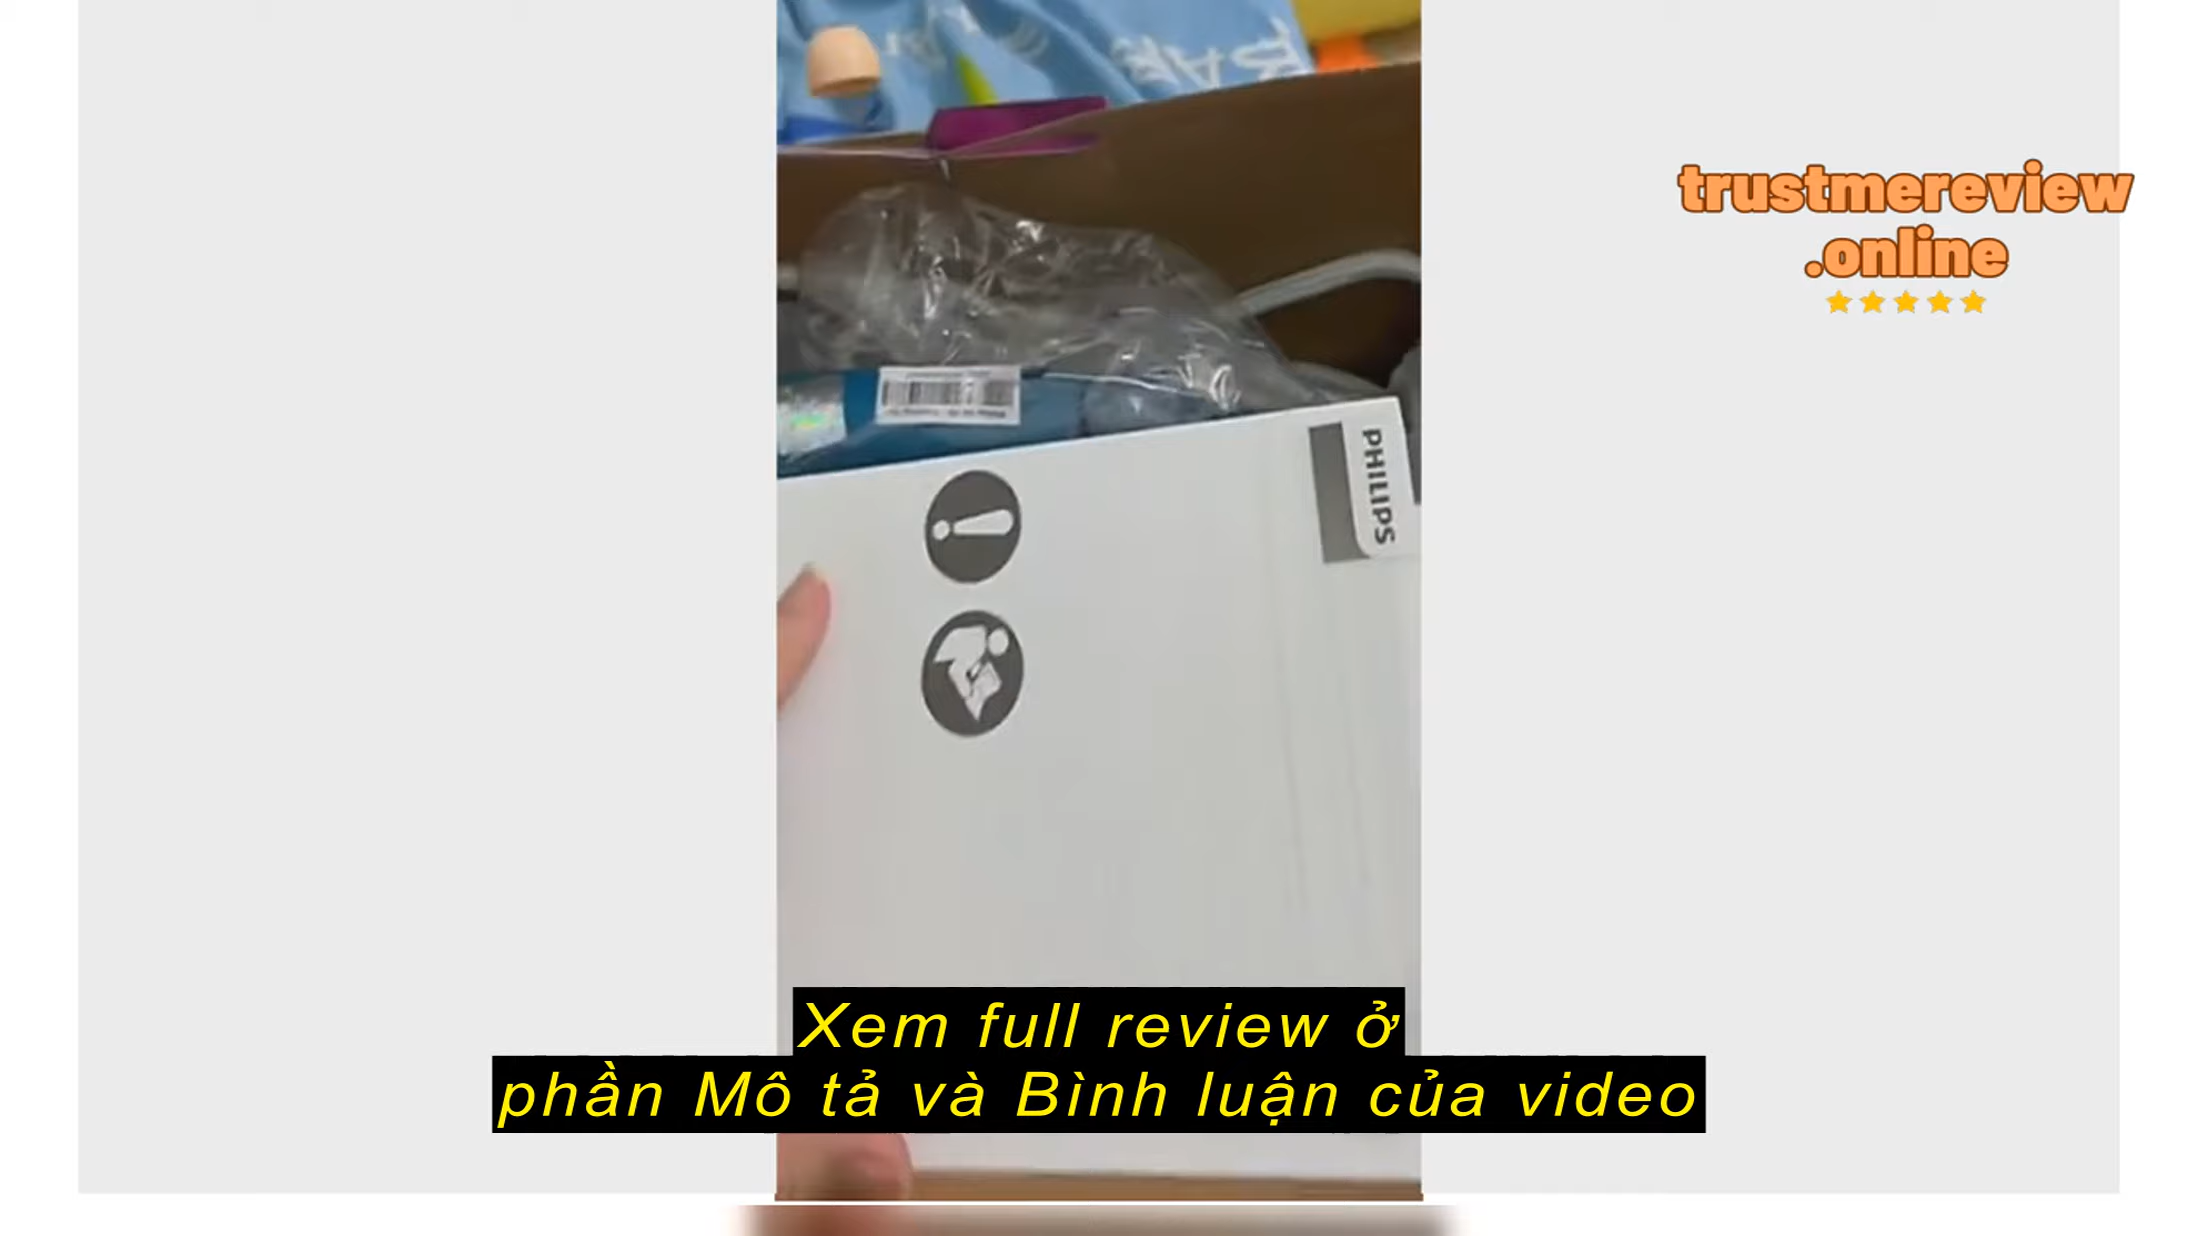 trustmereview
.online
PHILIPS
Xem full review ở
phần Mô tả và Bình luận của video